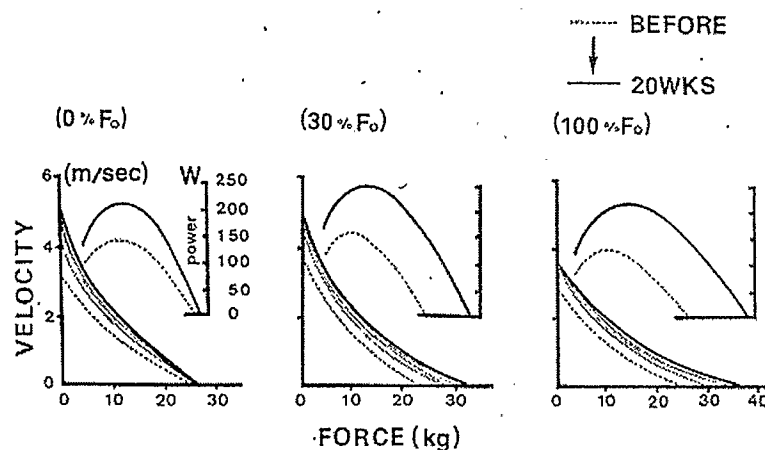 BEFORE
20WKS
(0%Fo)
(30%Fo)
(100%Fo)
(m/sec)
W
250
200
150
100
50
0
power
VELOCITY
6
4
2
0
0 10 20 30
0 10 20 30
0 10 20 30 40
FORCE (kg)